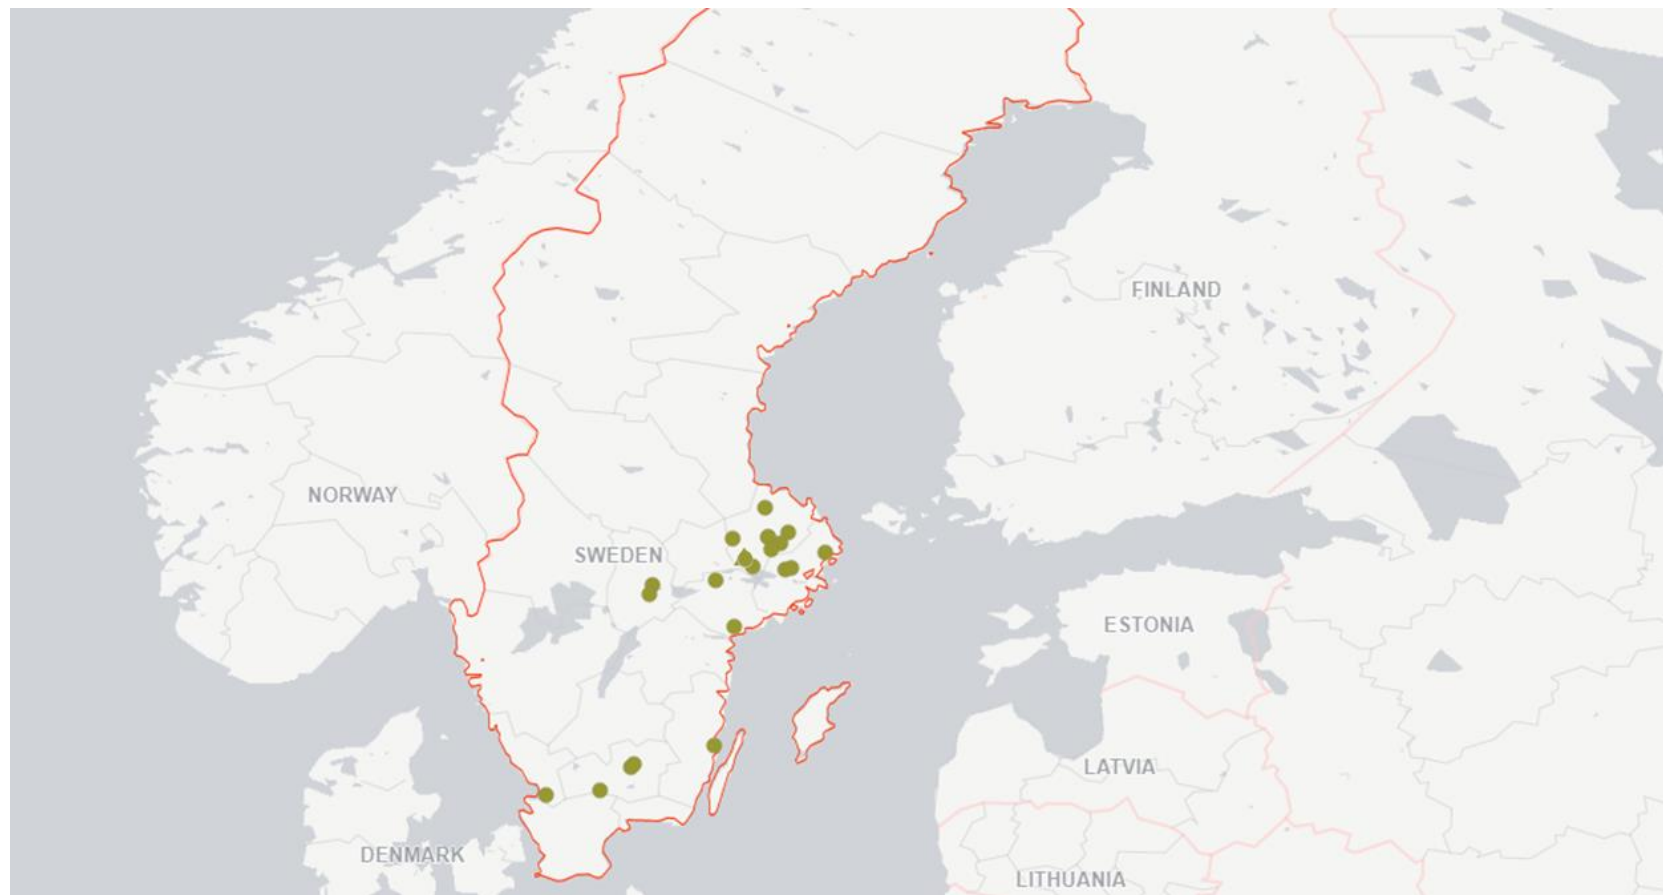 FINLAND
NORWAY
SWEDEN
ESTONIA
LATVIA
DENMARK
LITHUANIA